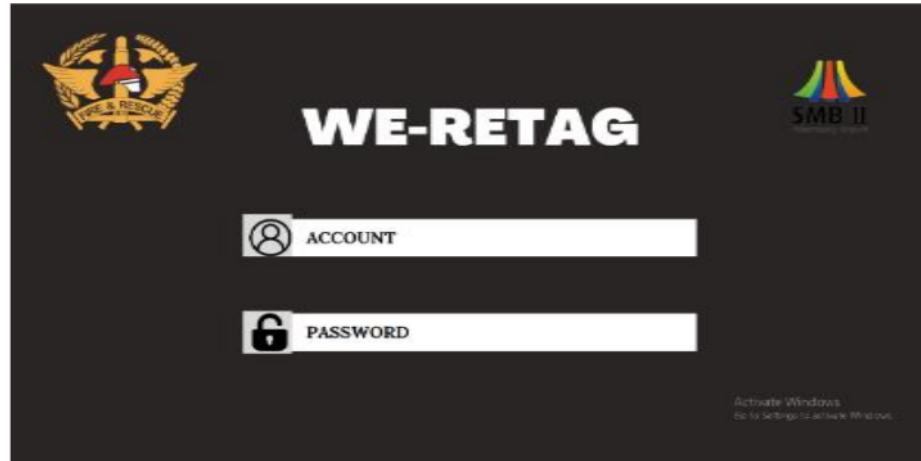 FIRE & RESCUE
WE-RETAG
SMB II
ACCOUNT
PASSWORD
Activate Windows
Go to Settings to activate Windows.